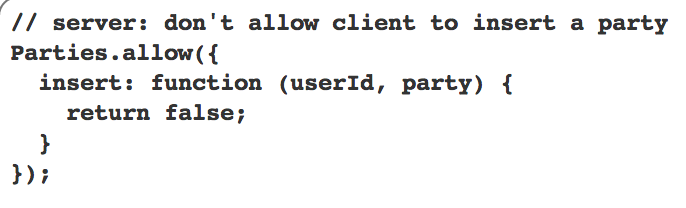 // server: don't allow client to insert a party
Parties.allow({
  insert: function (userId, party) {
    return false;
  }
});